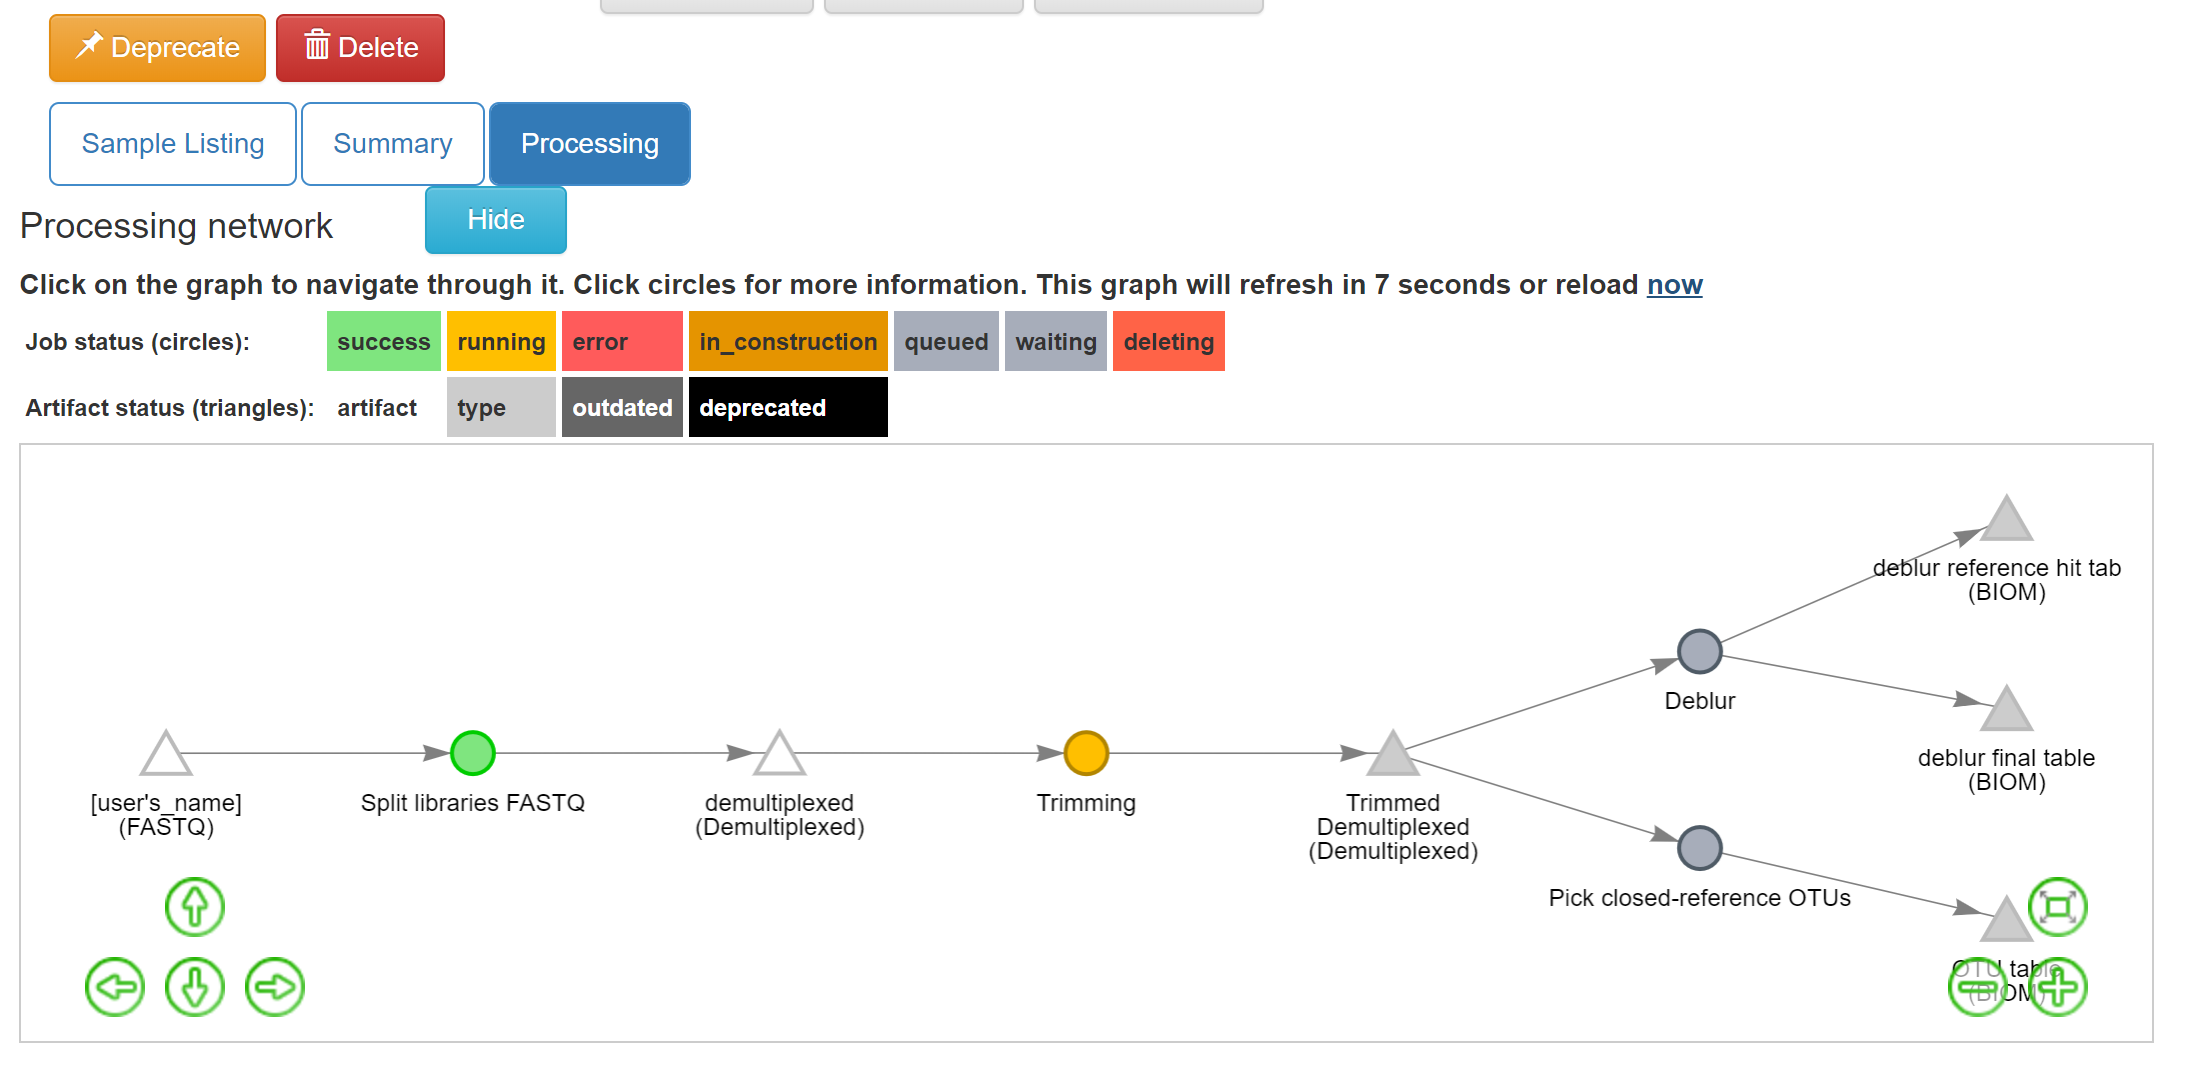 Deprecate
Delete
Sample Listing
Summary
Processing
Processing network
Hide
Click on the graph to navigate through it. Click circles for more information. This graph will refresh in 7 seconds or reload now
Job status (circles): success running error in_construction queued waiting deleting
Artifact status (triangles): artifact type outdated deprecated
deblur reference hit tab
(BIOM)
Deblur
deblur final table
(BIOM)
[user's_name]
(FASTQ)
Split libraries FASTQ
demultiplexed
(Demultiplexed)
Trimming
Trimmed
Demultiplexed
(Demultiplexed)
Pick closed-reference OTUs
OTU table
(BIOM)